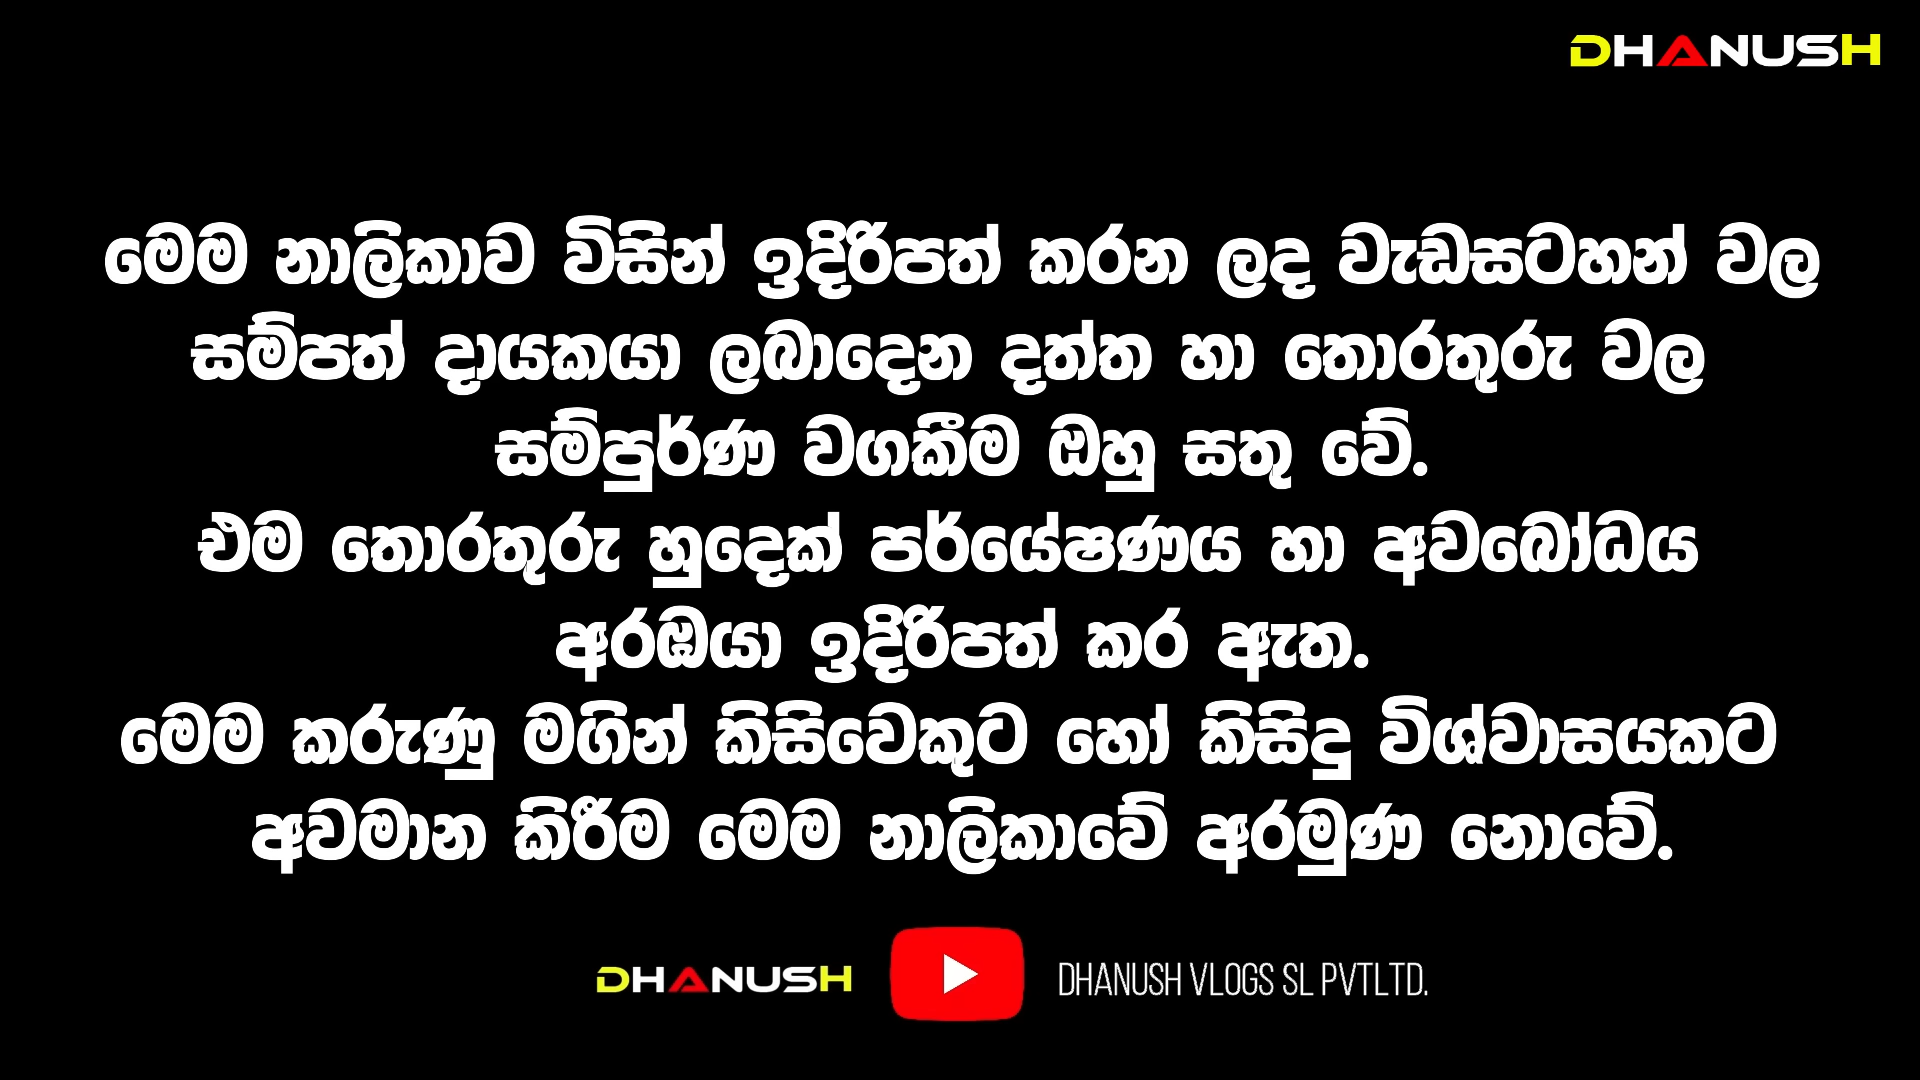 DHANUSH
මෙම නාලිකාව විසින් ඉදිරිපත් කරන ලද වැඩසටහන් වල
සම්පත් දායකයා ලබාදෙන දත්ත හා තොරතුරු වල
සම්පුර්ණ වගකීම ඔහු සතු වේ.
එම තොරතුරු හුදෙක් පර්යේෂණය හා අවබෝධය
අරඹයා ඉදිරිපත් කර ඇත.
මෙම කරුණු මගින් කිසිවෙකුට හෝ කිසිදු විශ්වාසයකට
අවමාන කිරීම මෙම නාලිකාවේ අරමුණ නොවේ.
DHANUSH DHANUSH VLOGS SL PVTLTD.